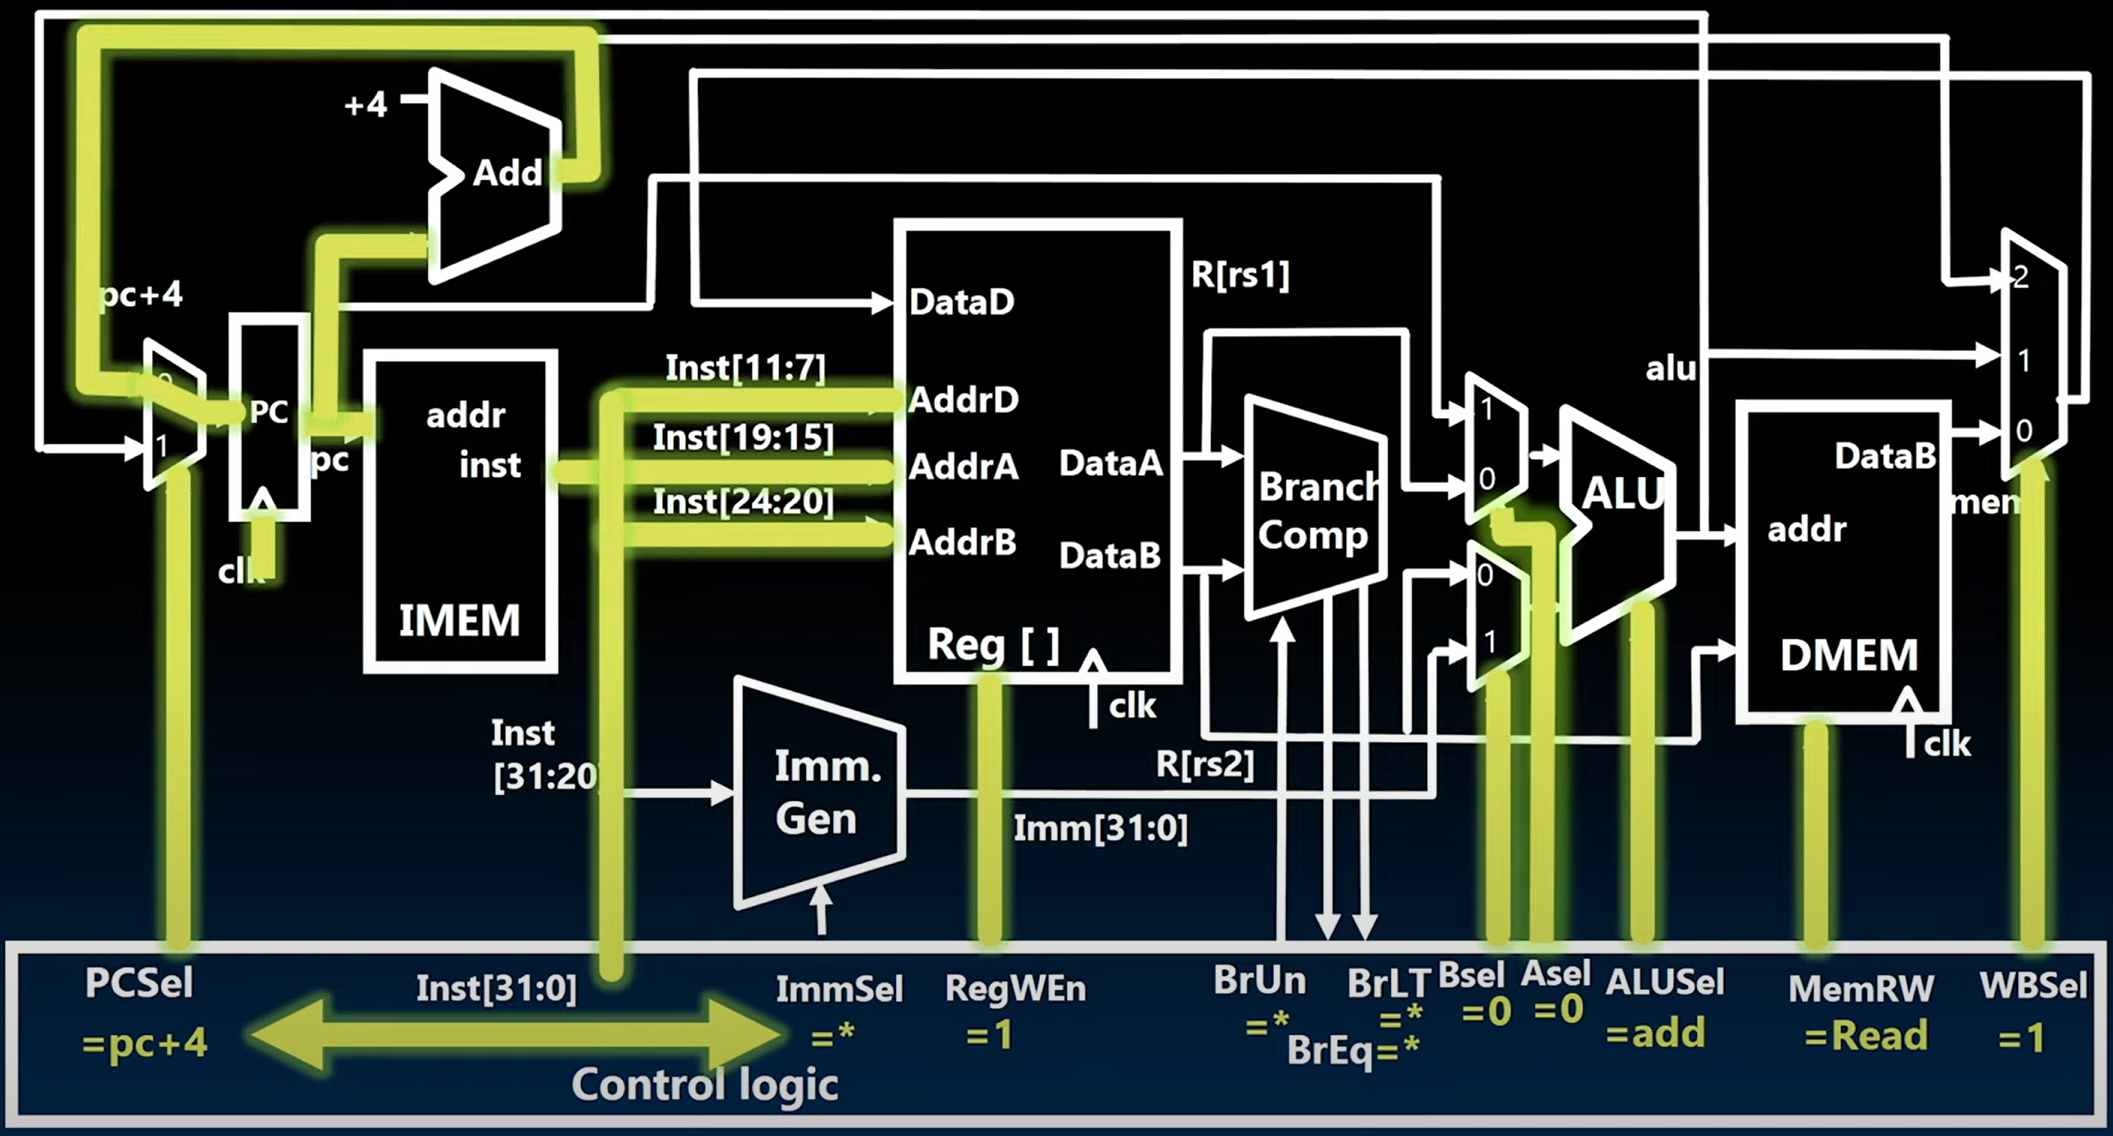 +4
Add
pc+4
0
1
PC
pc
clk
addr
inst
IMEM
Inst[11:7]
Inst[19:15]
Inst[24:20]
DataD
AddrD
AddrA
AddrB
DataA
DataB
Reg [ ]
clk
R[rs1]
R[rs2]
Branch
Comp
Inst
[31:20]
Imm.
Gen
Imm[31:0]
1
0
0
1
ALU
alu
DataB
addr
DMEM
clk
mem
2
1
0
PCSel
=pc+4
Inst[31:0]
ImmSel
=*
RegWEn
=1
BrUn
=*
BrLT
=*
BrEq=*
Bsel
=0
Asel
=0
ALUSel
=add
MemRW
=Read
WBSel
=1
Control logic